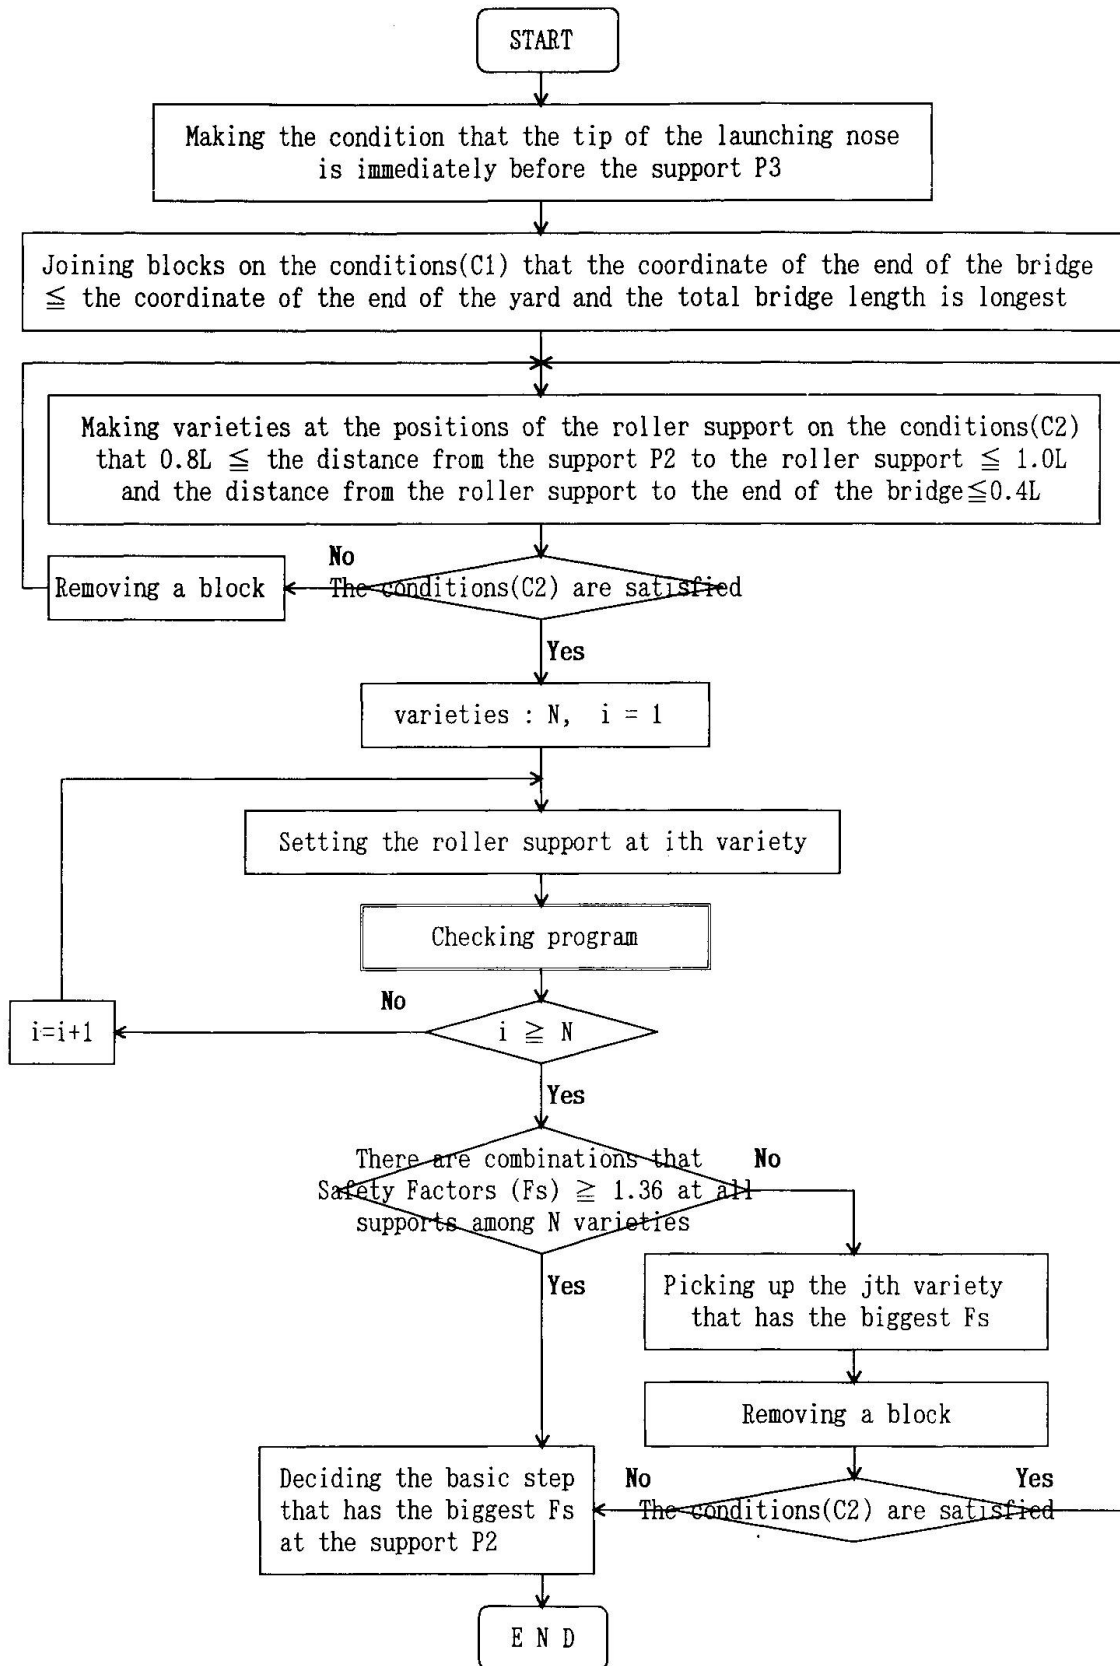 START
Making the condition that the tip of the launching nose
is immediately before the support P3
Joining blocks on the conditions(C1) that the coordinate of the end of the bridge
≦ the coordinate of the end of the yard and the total bridge length is longest
Making varieties at the positions of the roller support on the conditions(C2)
that 0.8L ≦ the distance from the support P2 to the roller support ≦ 1.0L
and the distance from the roller support to the end of the bridge≦0.4L
No
Removing a block
The conditions(C2) are satisfied
Yes
varieties : N, i = 1
Setting the roller support at ith variety
Checking program
No
i=i+1
i ≧ N
Yes
There are combinations that
Safety Factors (Fs) ≧ 1.36 at all
supports among N varieties
No
Yes
Picking up the jth variety
that has the biggest Fs
Removing a block
Deciding the basic step
that has the biggest Fs
at the support P2
No
Yes
The conditions(C2) are satisfied
E N D